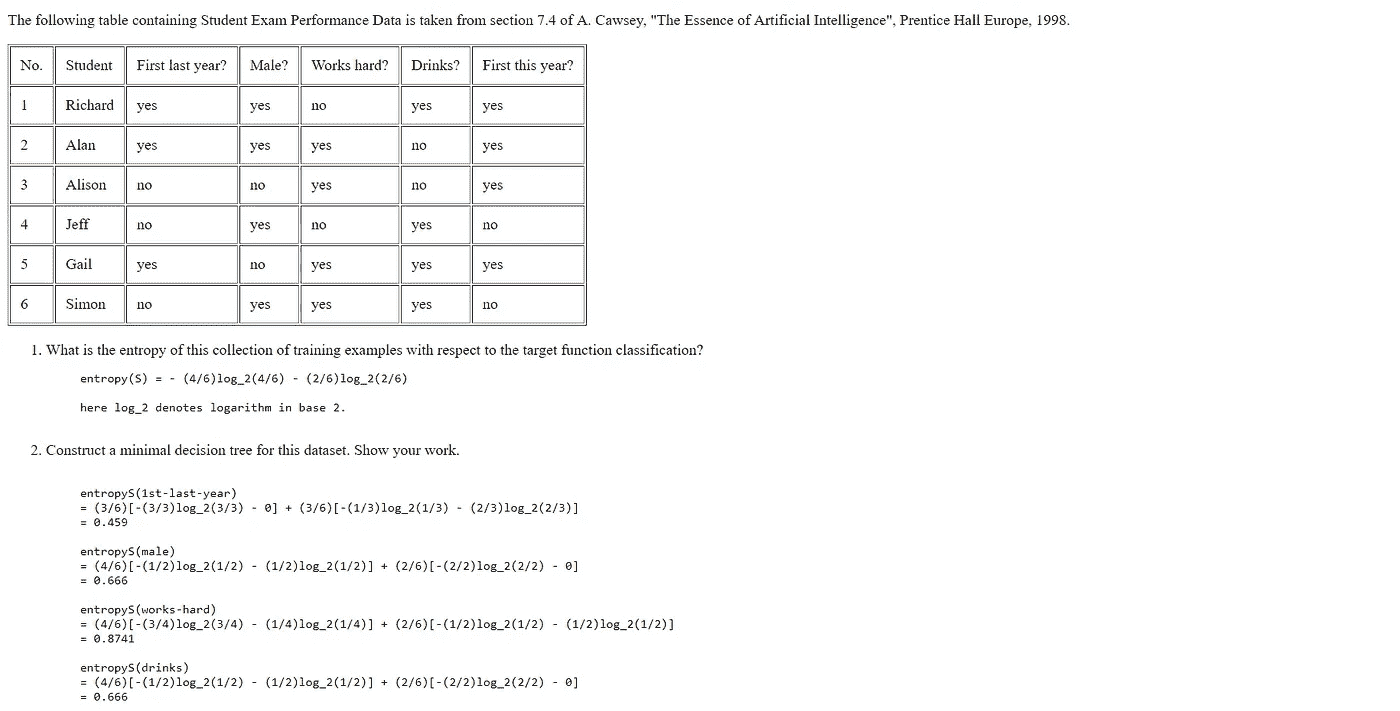 The following table containing Student Exam Performance Data is taken from section 7.4 of A. Cawsey, "The Essence of Artificial Intelligence", Prentice Hall Europe, 1998.
No. Student First last year? Male? Works hard? Drinks? First this year?
1 Richard yes yes no yes yes
2 Alan yes yes yes no yes
3 Alison no no yes no yes
4 Jeff no yes no yes no
5 Gail yes no yes yes yes
6 Simon no yes yes yes no
1. What is the entropy of this collection of training examples with respect to the target function classification?
entropy(S) = - (4/6)log_2(4/6) - (2/6)log_2(2/6)
here log_2 denotes logarithm in base 2.
2. Construct a minimal decision tree for this dataset. Show your work.
entropyS(1st-last-year)
= (3/6)[-(3/3)log_2(3/3) - 0] + (3/6)[-(1/3)log_2(1/3) - (2/3)log_2(2/3)]
= 0.459
entropyS(male)
= (4/6)[-(1/2)log_2(1/2) - (1/2)log_2(1/2)] + (2/6)[-(2/2)log_2(2/2) - 0]
= 0.666
entropyS(works-hard)
= (4/6)[-(3/4)log_2(3/4) - (1/4)log_2(1/4)] + (2/6)[-(1/2)log_2(1/2) - (1/2)log_2(1/2)]
= 0.8741
entropyS(drinks)
= (4/6)[-(1/2)log_2(1/2) - (1/2)log_2(1/2)] + (2/6)[-(2/2)log_2(2/2) - 0]
= 0.666